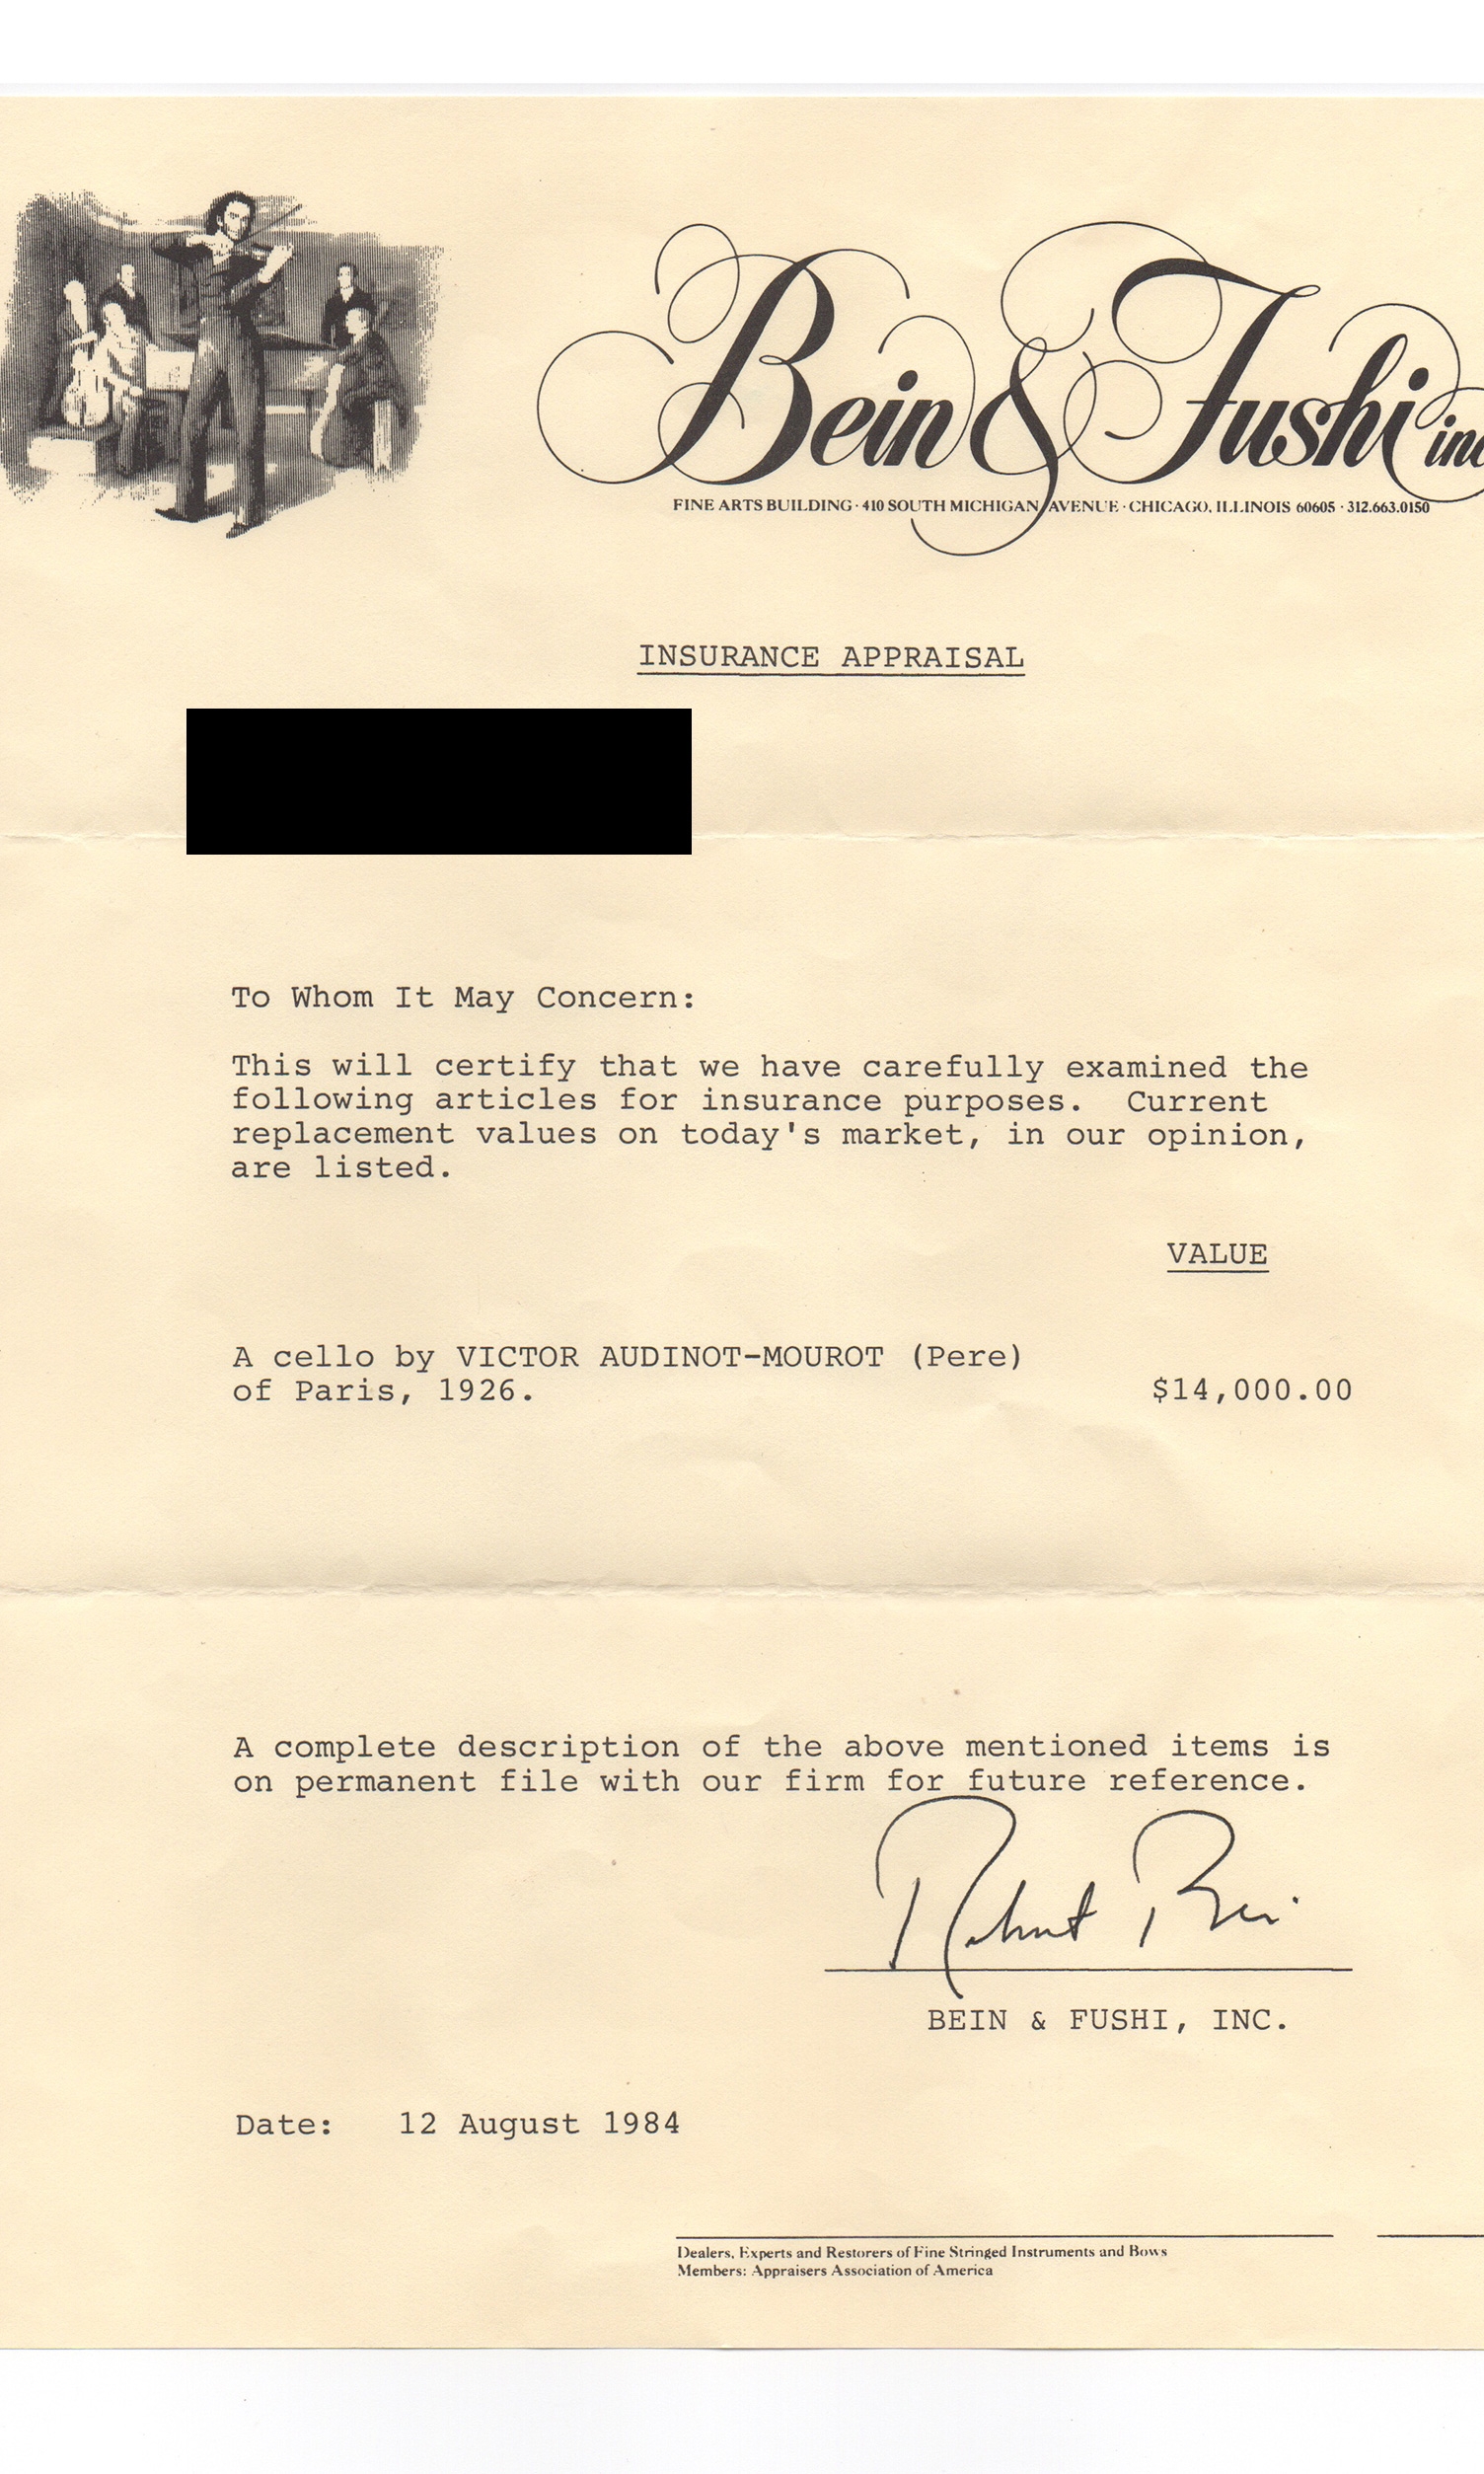 Bein & Fushi inc
FINE ARTS BUILDING · 410 SOUTH MICHIGAN AVENUE · CHICAGO, ILLINOIS 60605 · 312.663.0150
INSURANCE APPRAISAL
To Whom It May Concern:
This will certify that we have carefully examined the
following articles for insurance purposes. Current
replacement values on today's market, in our opinion,
are listed.
VALUE
A cello by VICTOR AUDINOT-MOUROT (Pere)
of Paris, 1926. $14,000.00
A complete description of the above mentioned items is
on permanent file with our firm for future reference.
Robert Bein
BEIN & FUSHI, INC.
Date: 12 August 1984
Dealers, Experts and Restorers of Fine Stringed Instruments and Bows
Members: Appraisers Association of America